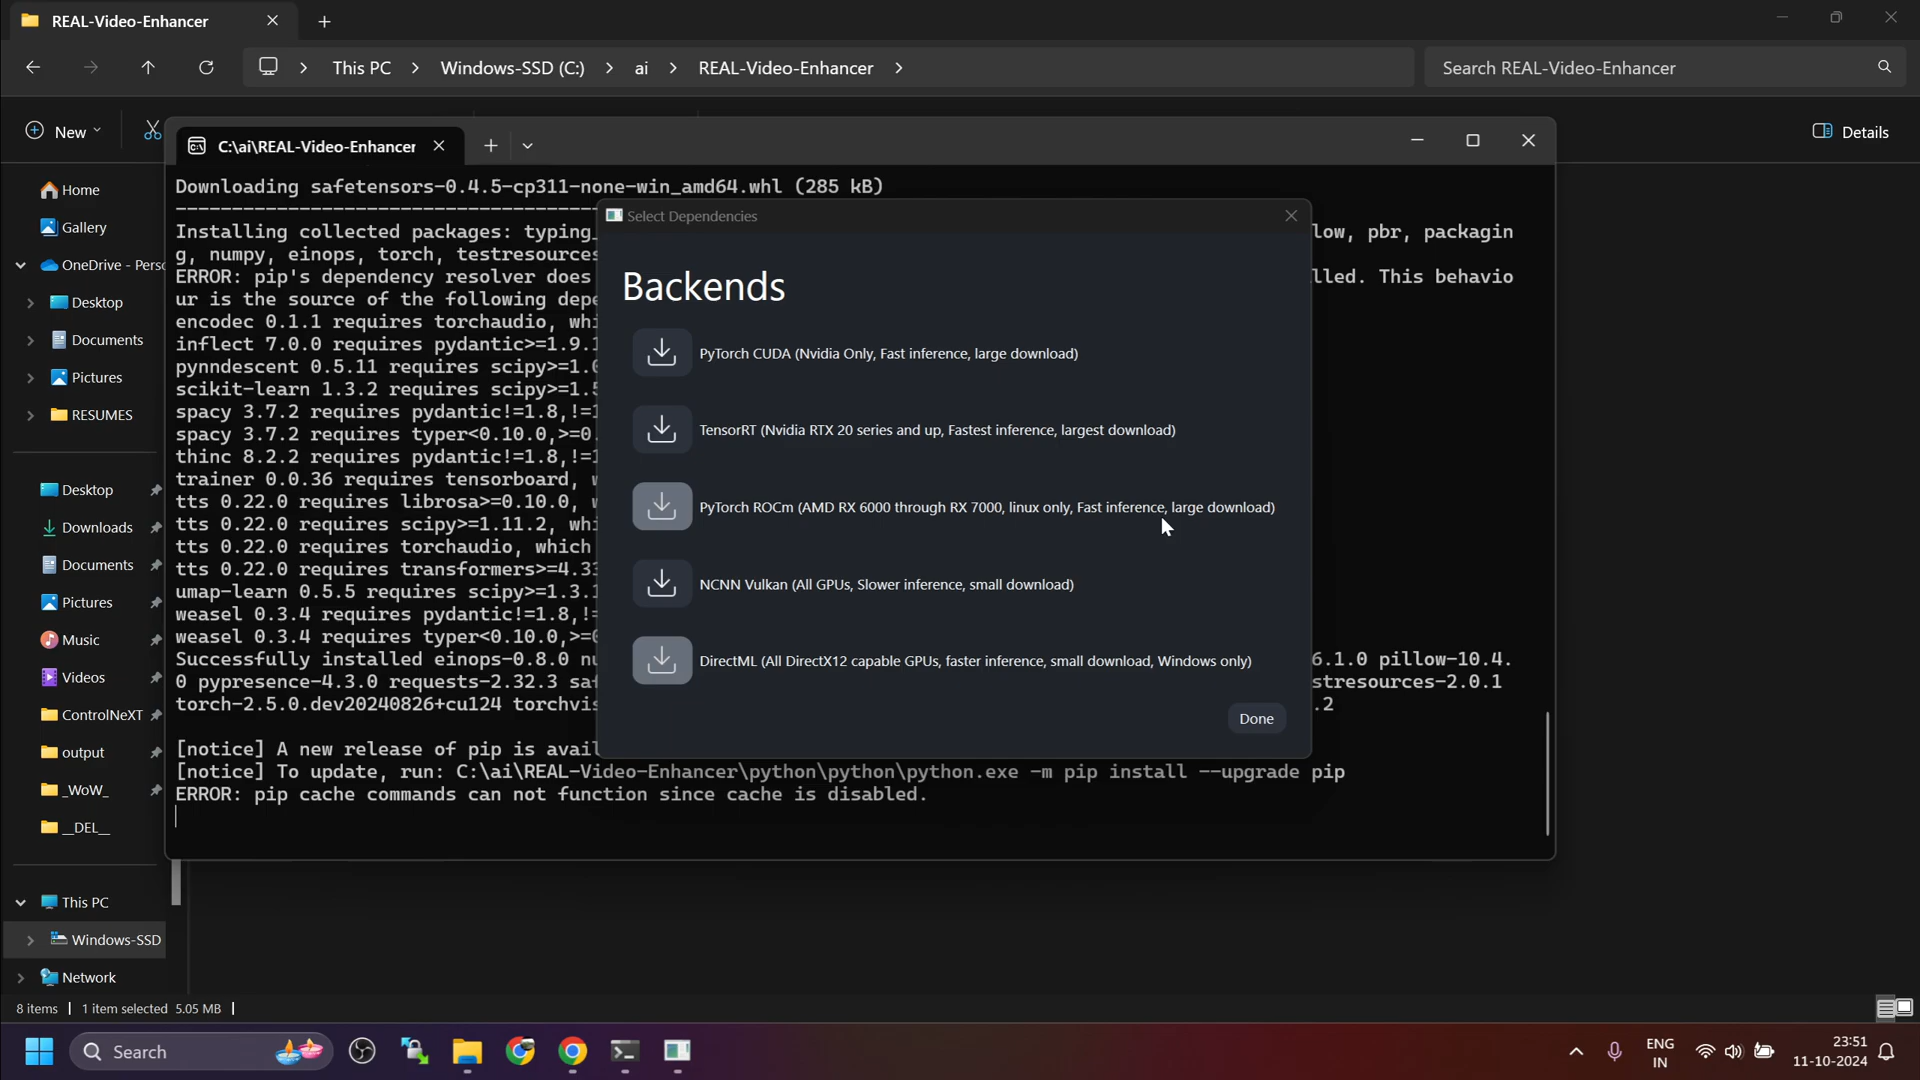 REAL-Video-Enhancer
This PC
Windows-SSD (C:)
ai
REAL-Video-Enhancer
Search REAL-Video-Enhancer
New
Details
C:\ai\REAL-Video-Enhancer
Home
Gallery
OneDrive - Perso
Desktop
Documents
Pictures
RESUMES
Desktop
Downloads
Documents
Pictures
Music
Videos
ControlNeXT
output
_WoW_
__DEL__
This PC
Windows-SSD
Network
Downloading safetensors-0.4.5-cp311-none-win_amd64.whl (285 kB)
Installing collected packages: typing_ low, pbr, packagin
g, numpy, einops, torch, testresources
ERROR: pip's dependency resolver does lled. This behavio
ur is the source of the following depe
encodec 0.1.1 requires torchaudio, whi
inflect 7.0.0 requires pydantic>=1.9.1
pynndescent 0.5.11 requires scipy>=1.0
scikit-learn 1.3.2 requires scipy>=1.5
spacy 3.7.2 requires pydantic!=1.8,!=1
spacy 3.7.2 requires typer<0.10.0,>=0.
thinc 8.2.2 requires pydantic!=1.8,!=1
trainer 0.0.36 requires tensorboard, w
tts 0.22.0 requires librosa>=0.10.0, w
tts 0.22.0 requires scipy>=1.11.2, whi
tts 0.22.0 requires torchaudio, which
tts 0.22.0 requires transformers>=4.33
umap-learn 0.5.5 requires scipy>=1.3.1
weasel 0.3.4 requires pydantic!=1.8,!=
weasel 0.3.4 requires typer<0.10.0,>=0
Successfully installed einops-0.8.0 nu 6.1.0 pillow-10.4.
0 pypresence-4.3.0 requests-2.32.3 saf stresources-2.0.1
torch-2.5.0.dev20240826+cu124 torchvis .2
[notice] A new release of pip is avail
[notice] To update, run: C:\ai\REAL-Video-Enhancer\python\python\python.exe -m pip install --upgrade pip
ERROR: pip cache commands can not function since cache is disabled.
Select Dependencies
Backends
PyTorch CUDA (Nvidia Only, Fast inference, large download)
TensorRT (Nvidia RTX 20 series and up, Fastest inference, largest download)
PyTorch ROCm (AMD RX 6000 through RX 7000, linux only, Fast inference, large download)
NCNN Vulkan (All GPUs, Slower inference, small download)
DirectML (All DirectX12 capable GPUs, faster inference, small download, Windows only)
Done
8 items
1 item selected 5.05 MB
Search
ENG
IN
23:51
11-10-2024